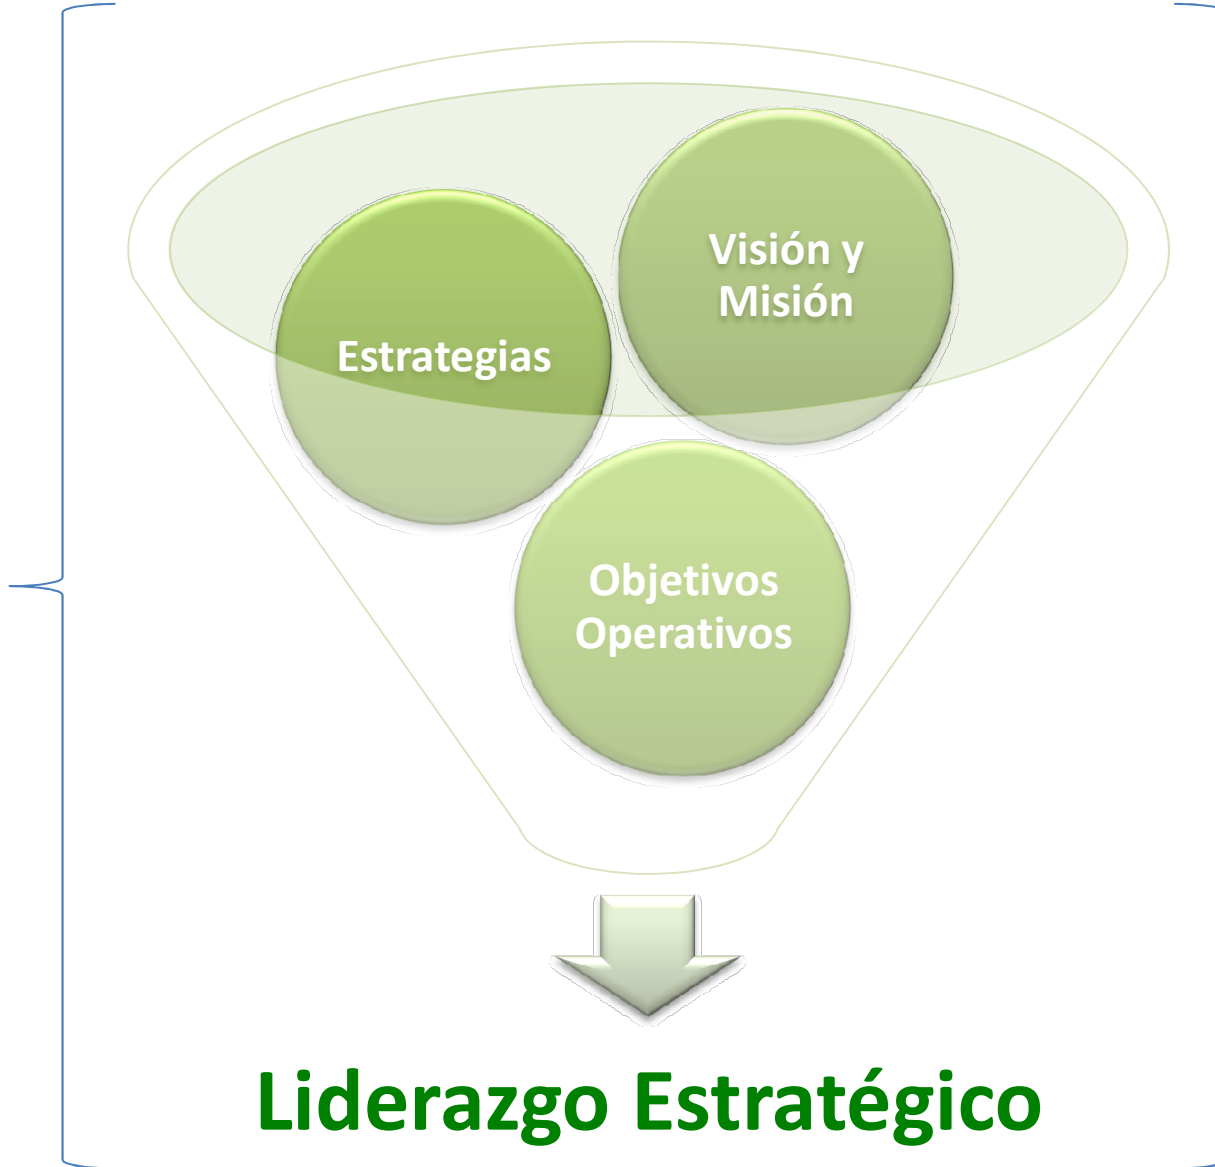 Visión y
Misión
Estrategias
Objetivos
Operativos
Liderazgo Estratégico